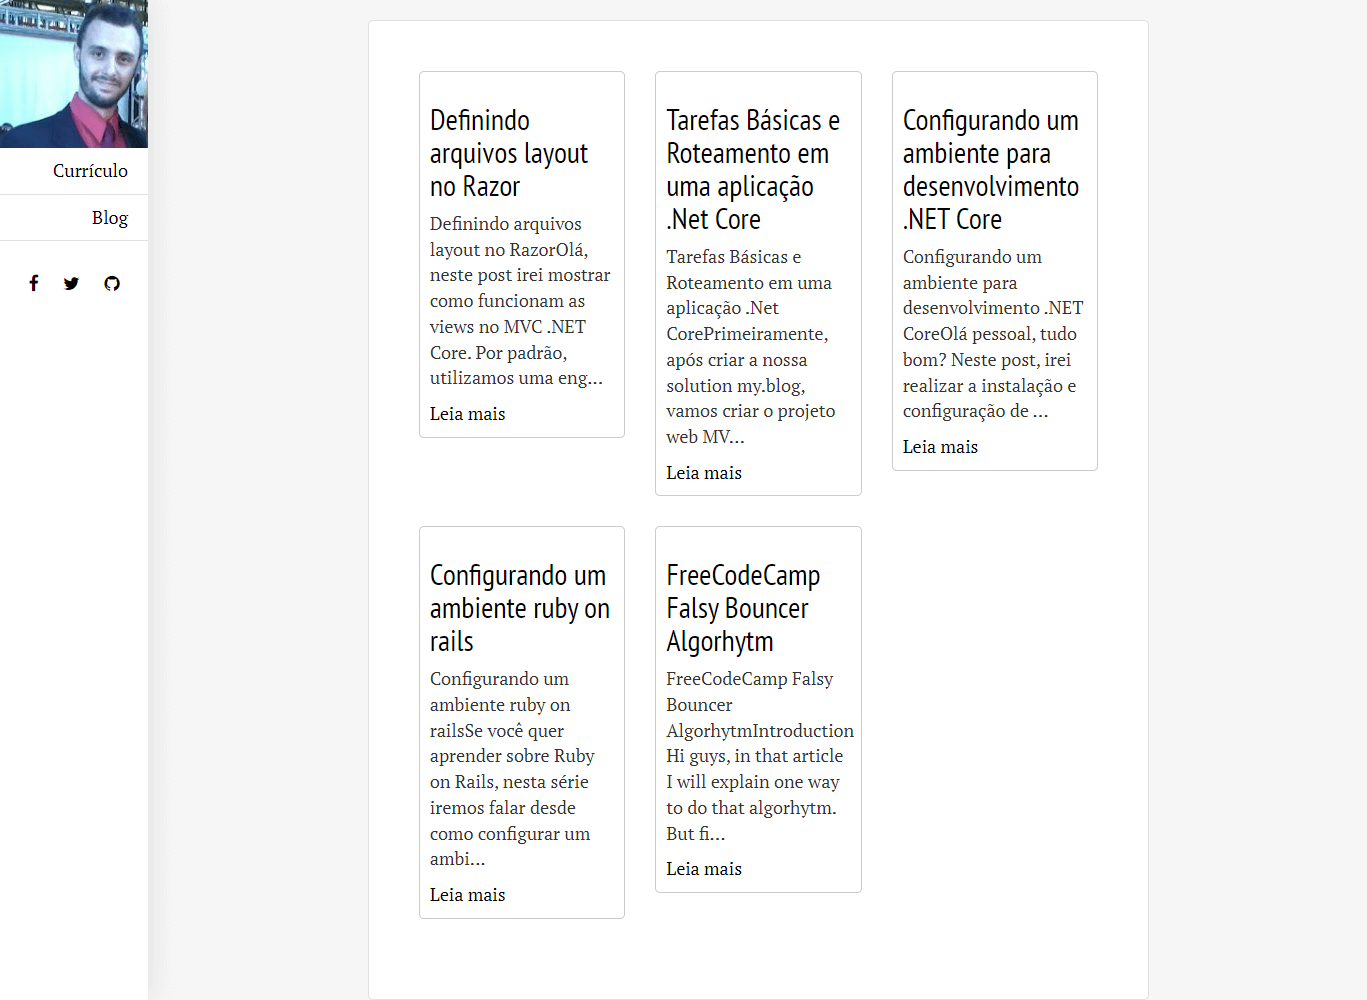 Currículo
Blog
Definindo
arquivos layout
no Razor
Definindo arquivos
layout no RazorOlá,
neste post irei mostrar
como funcionam as
views no MVC .NET
Core. Por padrão,
utilizamos uma eng...
Leia mais
Tarefas Básicas e
Roteamento em
uma aplicação
.Net Core
Tarefas Básicas e
Roteamento em uma
aplicação .Net
CorePrimeiramente,
após criar a nossa
solution my.blog,
vamos criar o projeto
web MV...
Leia mais
Configurando um
ambiente para
desenvolvimento
.NET Core
Configurando um
ambiente para
desenvolvimento .NET
CoreOlá pessoal, tudo
bom? Neste post, irei
realizar a instalação e
configuração de ...
Leia mais
Configurando um
ambiente ruby on
rails
Configurando um
ambiente ruby on
railsSe você quer
aprender sobre Ruby
on Rails, nesta série
iremos falar desde
como configurar um
ambi...
Leia mais
FreeCodeCamp
Falsy Bouncer
Algorhytm
FreeCodeCamp Falsy
Bouncer
AlgorhytmIntroduction
Hi guys, in that article
I will explain one way
to do that algorhytm.
But fi...
Leia mais